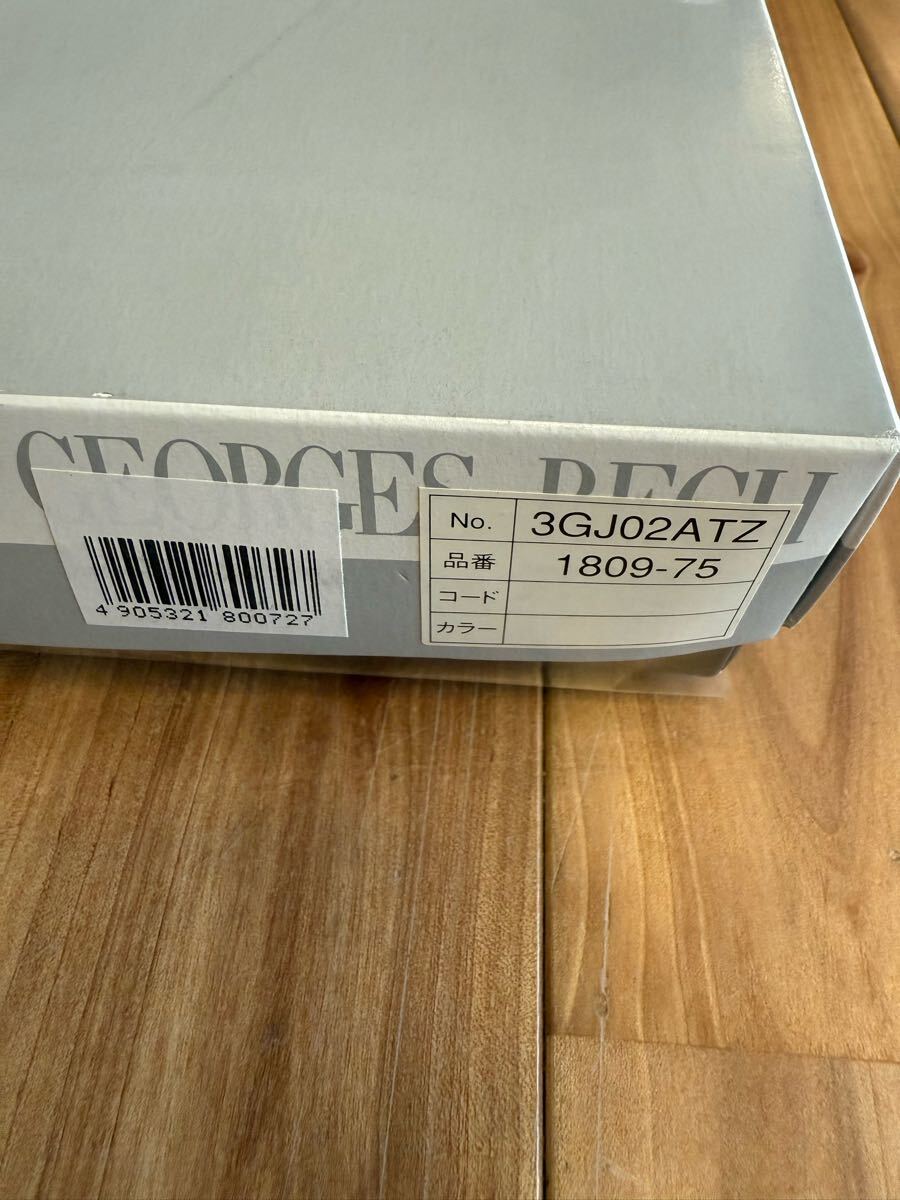 GEORGES RECH
4 905321 800727
No. 3GJ02ATZ
品番 1809-75
コード
カラー